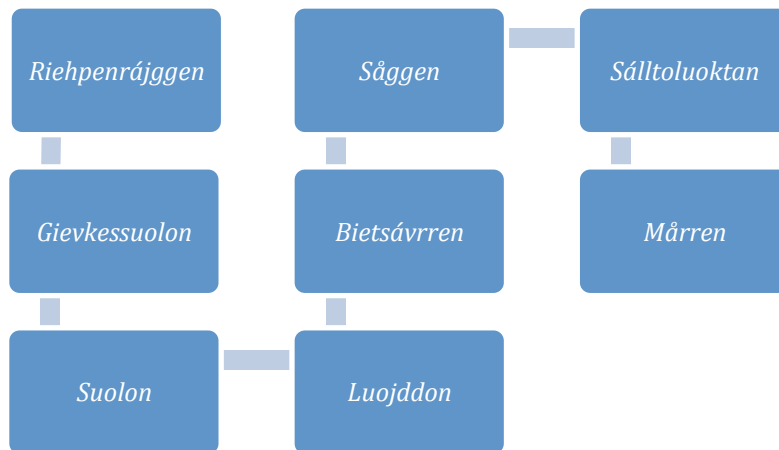 Riehpenrájggen
Gievkessuolon
Suolon
Luojddon
Bietsávrren
Såggen
Sálltoluoktan
Mårren